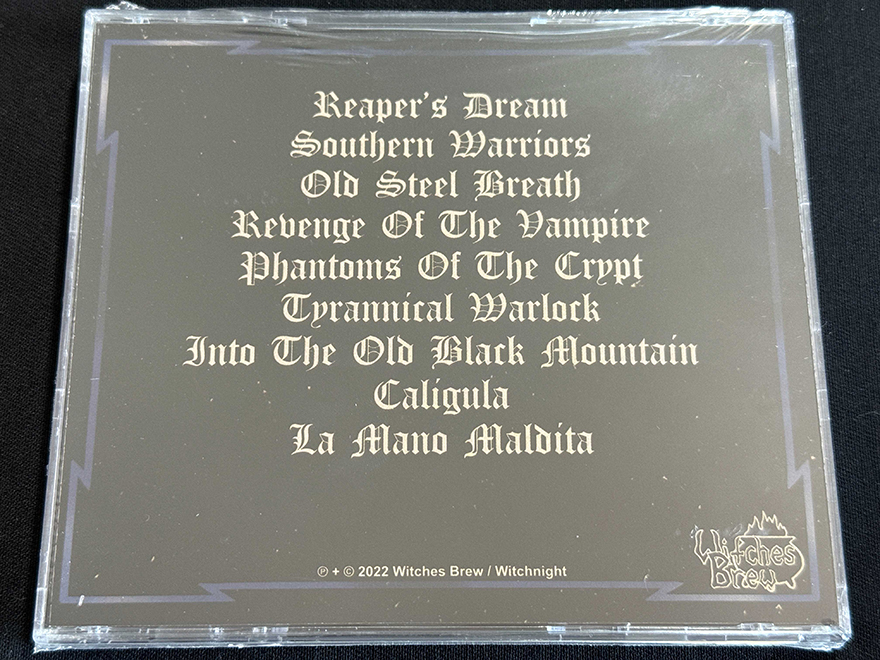 Reaper's Dream
Southern Warriors
Old Steel Breath
Revenge Of The Vampire
Phantoms Of The Crypt
Tyrannical Warlock
Into The Old Black Mountain
Caligula
La Mano Maldita
℗ + © 2022 Witches Brew / Witchnight
Witches
Brew